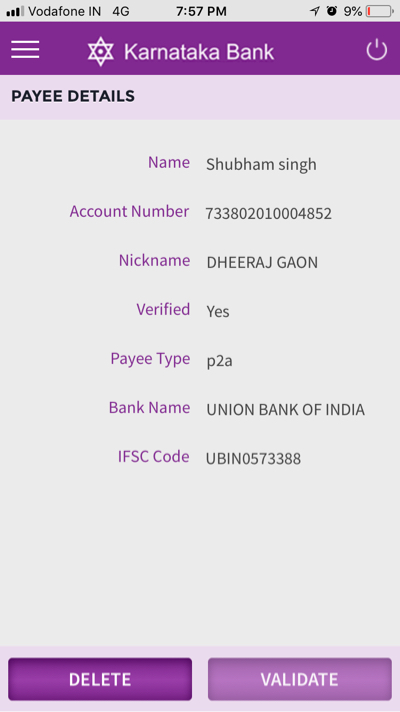 Vodafone IN 4G 7:57 PM 9%
Karnataka Bank
PAYEE DETAILS
Name Shubham singh
Account Number 733802010004852
Nickname DHEERAJ GAON
Verified Yes
Payee Type p2a
Bank Name UNION BANK OF INDIA
IFSC Code UBIN0573388
DELETE VALIDATE